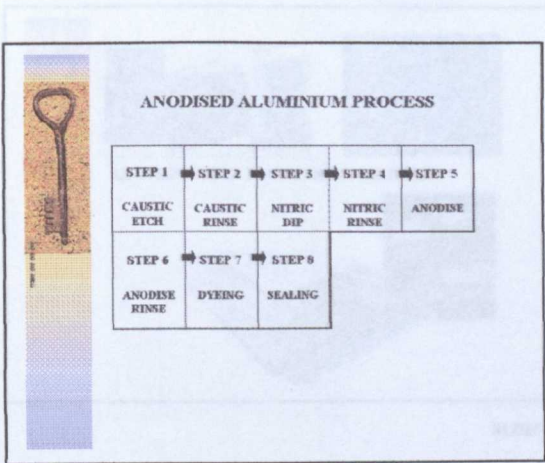 ANODISED ALUMINIUM PROCESS
STEP 1 STEP 2 STEP 3 STEP 4 STEP 5
CAUSTIC ETCH CAUSTIC RINSE NITRIC DIP NITRIC RINSE ANODISE
STEP 6 STEP 7 STEP 8
ANODISE RINSE DYEING SEALING